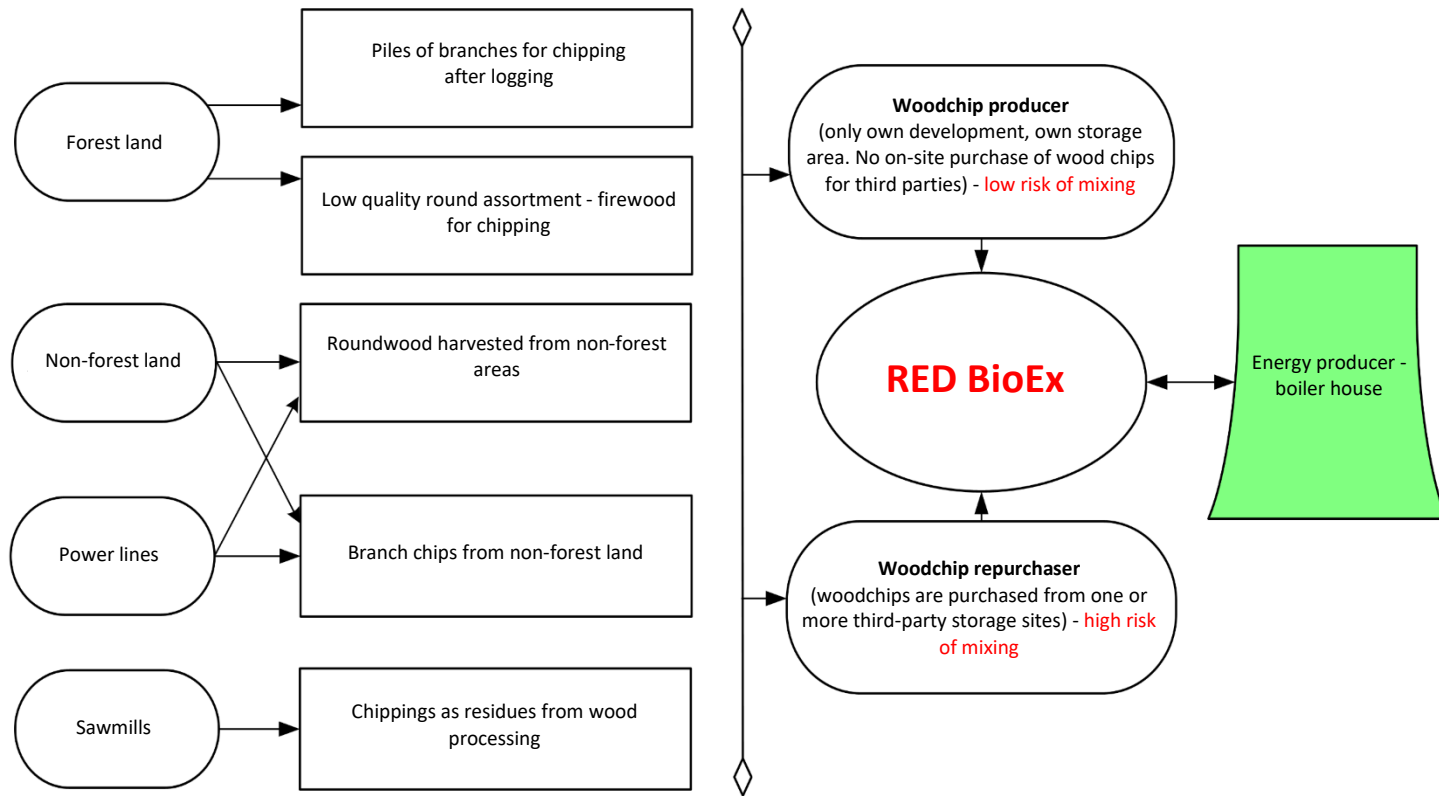 Forest land
Piles of branches for chipping
after logging
Low quality round assortment - firewood
for chipping
Non-forest land
Roundwood harvested from non-forest
areas
Power lines
Branch chips from non-forest land
Sawmills
Chippings as residues from wood
processing
Woodchip producer
(only own development, own storage
area. No on-site purchase of wood chips
for third parties) - low risk of mixing
RED BioEx
Energy producer -
boiler house
Woodchip repurchaser
(woodchips are purchased from one or
more third-party storage sites) - high risk
of mixing